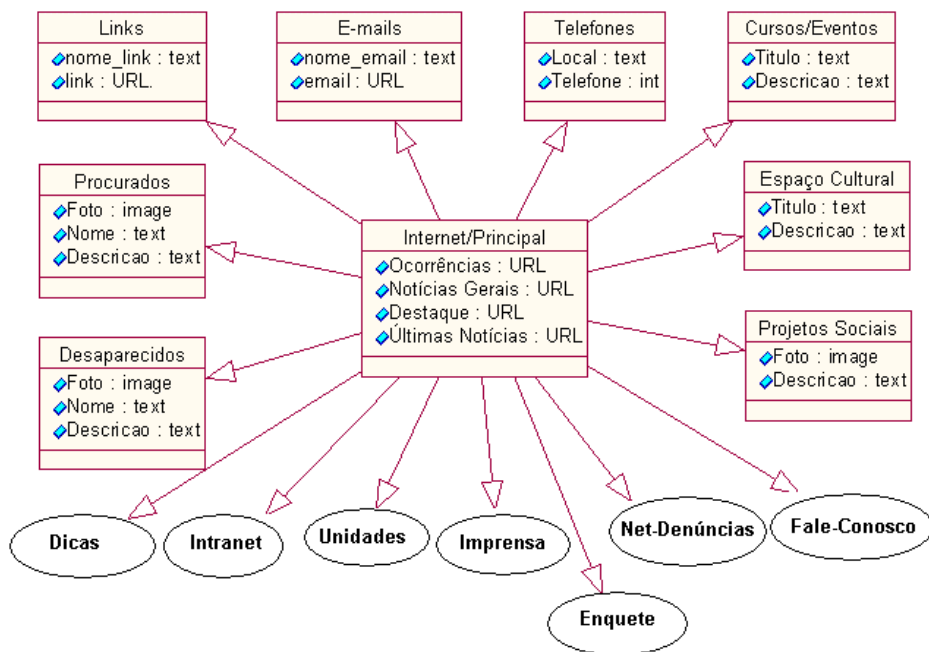 Links
nome_link : text
link : URL.
E-mails
nome_email : text
email : URL
Telefones
Local : text
Telefone : int
Cursos/Eventos
Titulo : text
Descricao : text
Procurados
Foto : image
Nome : text
Descricao : text
Internet/Principal
Ocorrências : URL
Notícias Gerais : URL
Destaque : URL
Últimas Notícias : URL
Espaço Cultural
Titulo : text
Descricao : text
Desaparecidos
Foto : image
Nome : text
Descricao : text
Projetos Sociais
Foto : image
Descricao : text
Dicas
Intranet
Unidades
Imprensa
Net-Denúncias
Fale-Conosco
Enquete